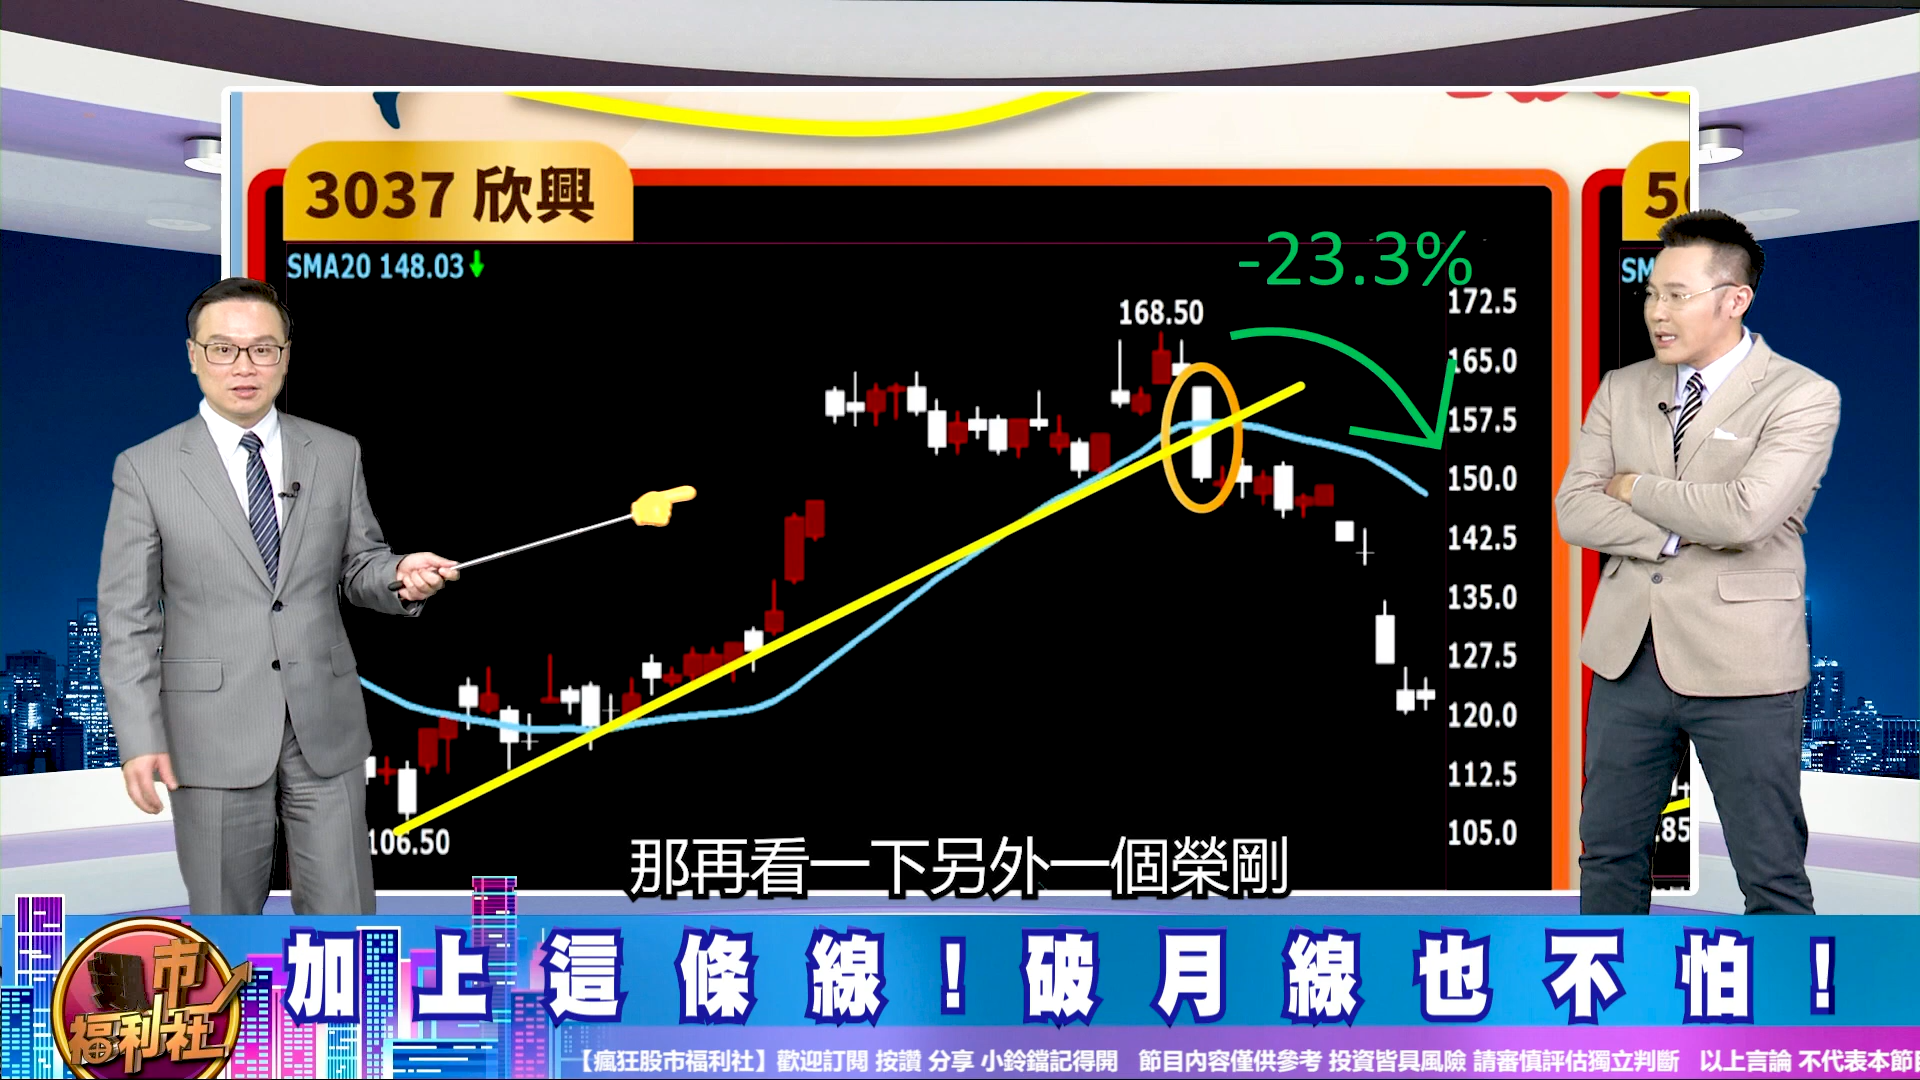 3037 欣興
50
SMA20 148.03
SM
-23.3%
168.50
172.5
165.0
157.5
150.0
142.5
135.0
127.5
120.0
112.5
105.0
106.50
.85
那再看一下另外一個榮剛
加上這條線!破月線也不怕!
股市
福利社
【瘋狂股市福利社】歡迎訂閱 按讚 分享 小鈴鐺記得開 節目內容僅供參考 投資皆具風險 請審慎評估獨立判斷 以上言論 不代表本節目